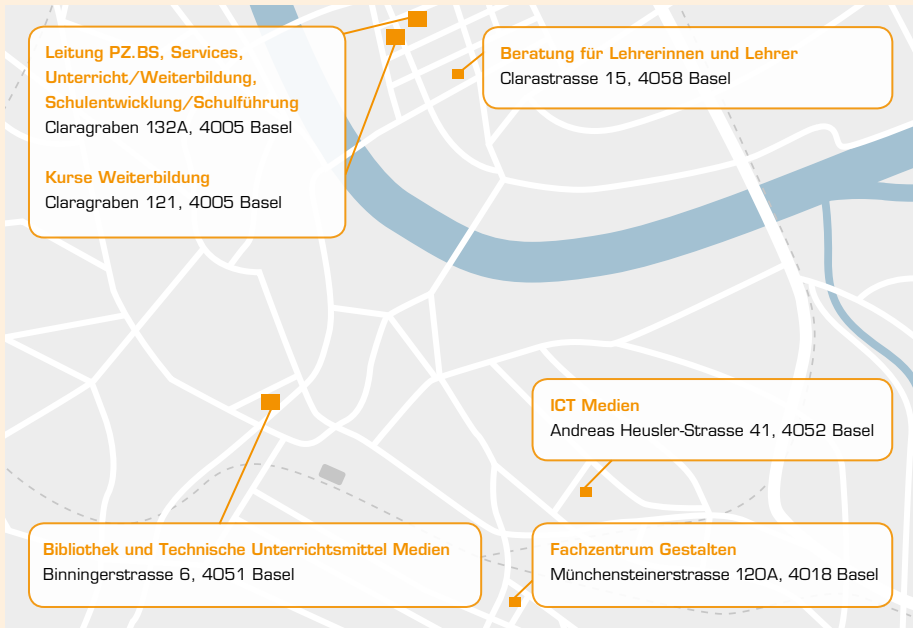 Leitung PZ.BS, Services,
Unterricht/Weiterbildung,
Schulentwicklung/Schulführung
Claragraben 132A, 4005 Basel
Kurse Weiterbildung
Claragraben 121, 4005 Basel
Beratung für Lehrerinnen und Lehrer
Clarastrasse 15, 4058 Basel
ICT Medien
Andreas Heusler-Strasse 41, 4052 Basel
Bibliothek und Technische Unterrichtsmittel Medien
Binningerstrasse 6, 4051 Basel
Fachzentrum Gestalten
Münchensteinerstrasse 120A, 4018 Basel